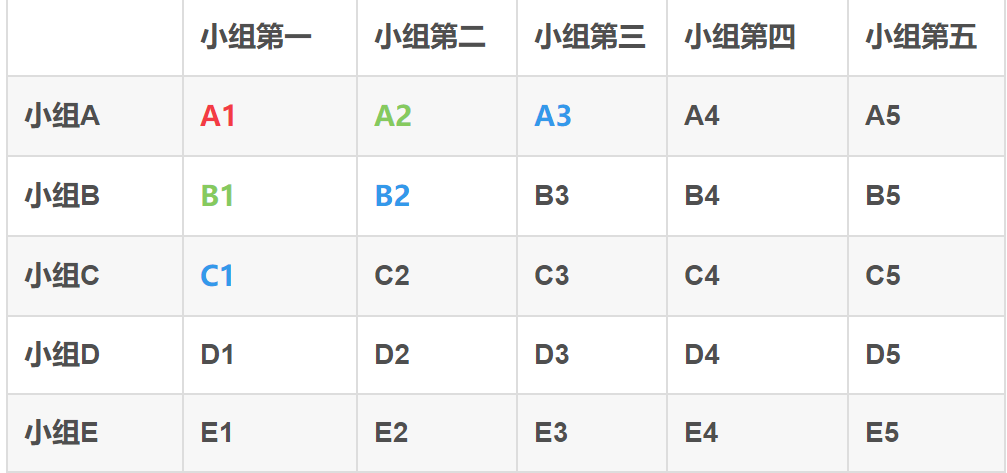 小组第一 小组第二 小组第三 小组第四 小组第五
小组A A1 A2 A3 A4 A5
小组B B1 B2 B3 B4 B5
小组C C1 C2 C3 C4 C5
小组D D1 D2 D3 D4 D5
小组E E1 E2 E3 E4 E5